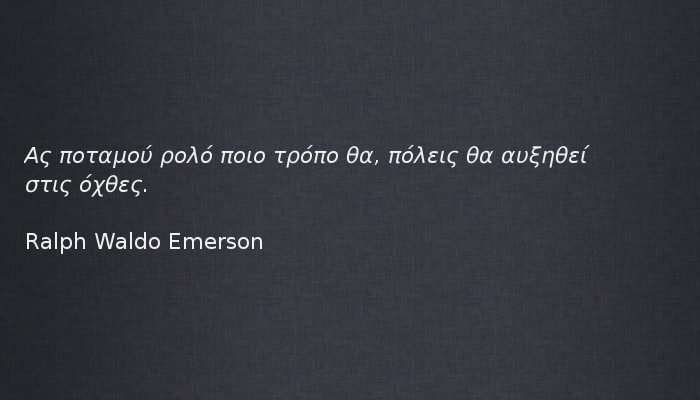 Ας ποταμού ρολό ποιο τρόπο θα, πόλεις θα αυξηθεί
στις όχθες.
Ralph Waldo Emerson